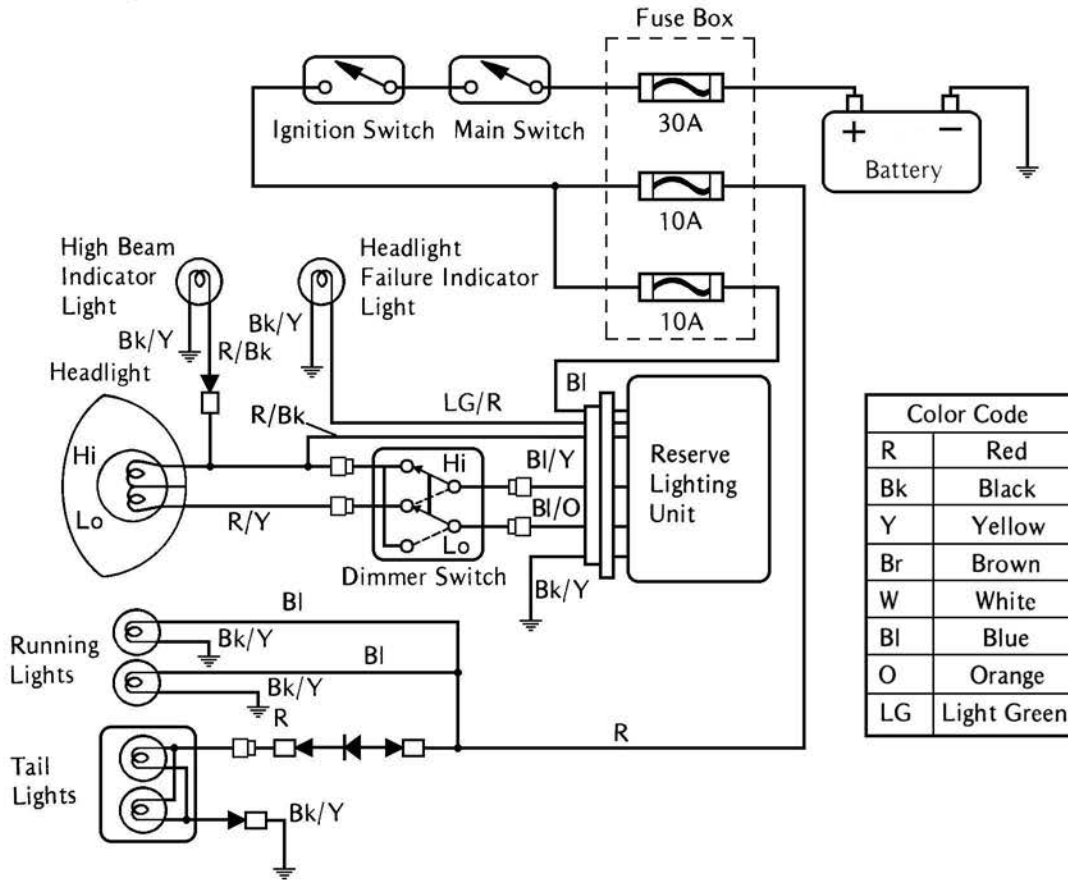 Fuse Box
Ignition Switch
Main Switch
30A
+
−
Battery
10A
10A
High Beam
Indicator
Light
Headlight
Failure Indicator
Light
Bk/Y
R/Bk
Bk/Y
Headlight
Bl
LG/R
R/Bk
Hi
Lo
R/Y
Hi
Lo
Dimmer Switch
Bl/Y
Bl/O
Bk/Y
Reserve
Lighting
Unit
Color Code
R Red
Bk Black
Y Yellow
Br Brown
W White
Bl Blue
O Orange
LG Light Green
Running
Lights
Bl
Bk/Y
Bl
Bk/Y
R
R
Tail
Lights
Bk/Y